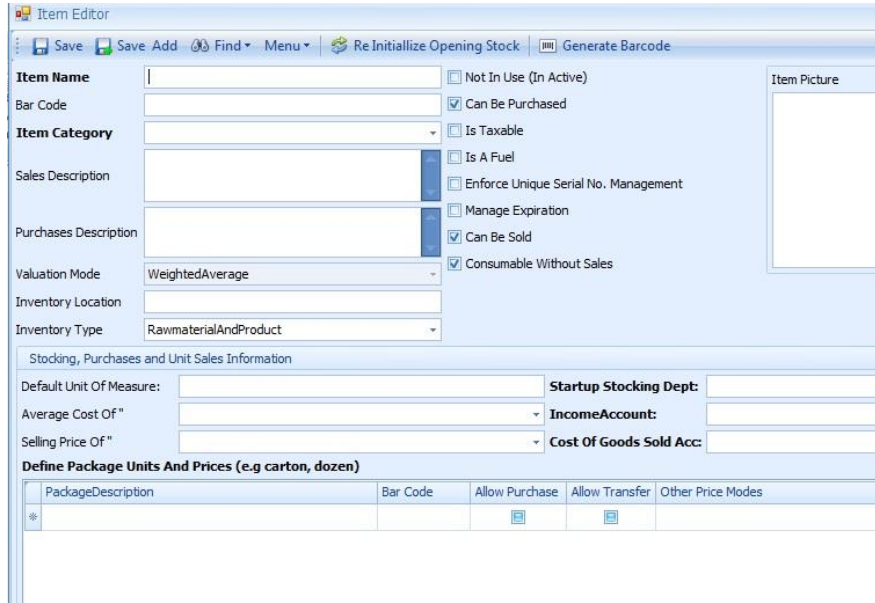 Item Editor
Save Save Add Find Menu Re Initiallize Opening Stock Generate Barcode
Item Name
Bar Code
Item Category
Sales Description
Purchases Description
Valuation Mode WeightedAverage
Inventory Location
Inventory Type RawmaterialAndProduct
Not In Use (In Active)
Can Be Purchased
Is Taxable
Is A Fuel
Enforce Unique Serial No. Management
Manage Expiration
Can Be Sold
Consumable Without Sales
Item Picture
Stocking, Purchases and Unit Sales Information
Default Unit Of Measure: Startup Stocking Dept:
Average Cost Of " IncomeAccount:
Selling Price Of " Cost Of Goods Sold Acc:
Define Package Units And Prices (e.g carton, dozen)
PackageDescription Bar Code Allow Purchase Allow Transfer Other Price Modes